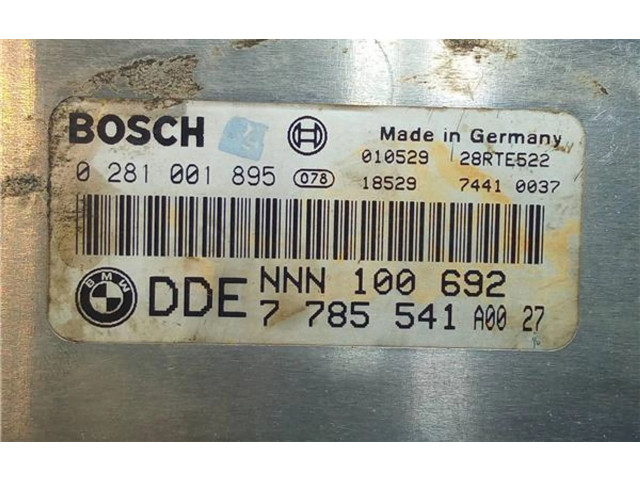 BOSCH
Made in Germany
010529 28RTE522
0 281 001 895 078 18529 7441 0037
BMW
DDE NNN 100 692
7 785 541 A00 27